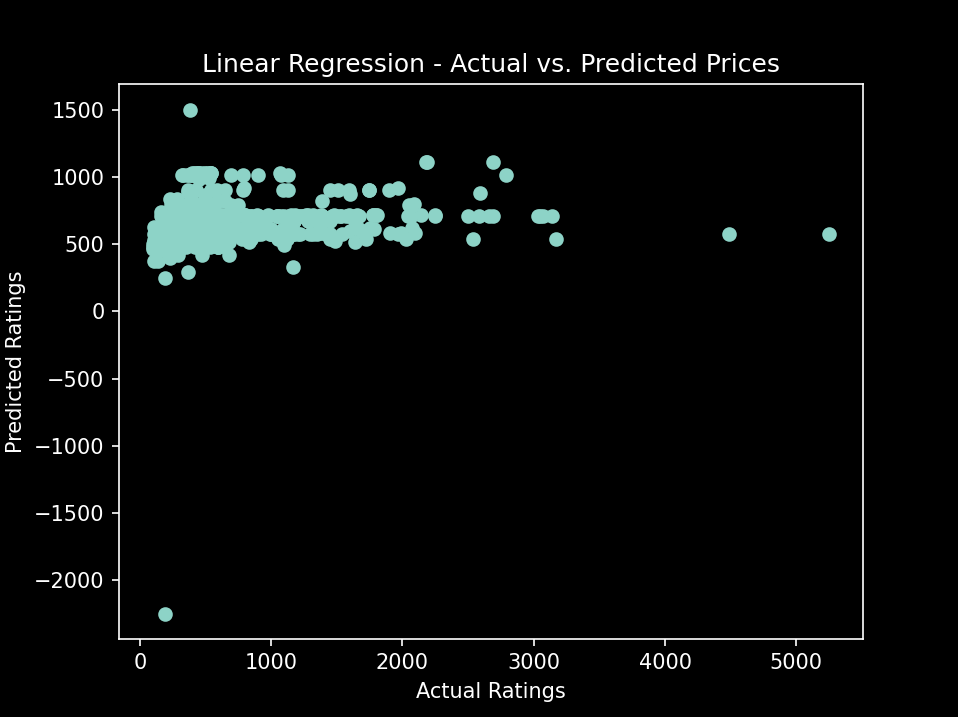 Linear Regression - Actual vs. Predicted Prices
1500
1000
500
0
−500
−1000
−1500
−2000
Predicted Ratings
0 1000 2000 3000 4000 5000
Actual Ratings